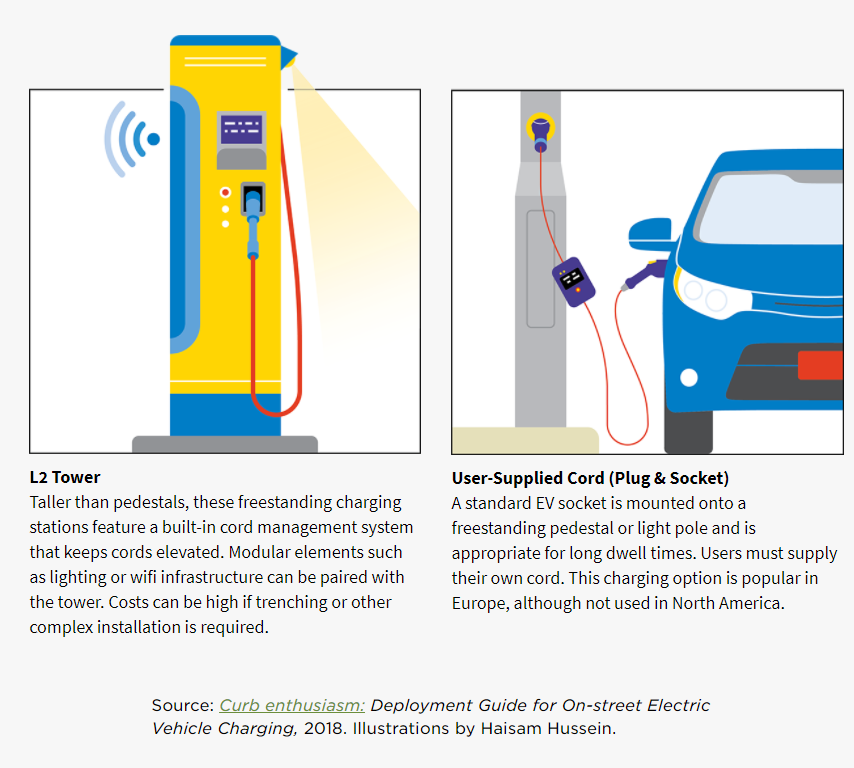 L2 Tower
Taller than pedestals, these freestanding charging
stations feature a built-in cord management system
that keeps cords elevated. Modular elements such
as lighting or wifi infrastructure can be paired with
the tower. Costs can be high if trenching or other
complex installation is required.
User-Supplied Cord (Plug & Socket)
A standard EV socket is mounted onto a
freestanding pedestal or light pole and is
appropriate for long dwell times. Users must supply
their own cord. This charging option is popular in
Europe, although not used in North America.
Source: Curb enthusiasm: Deployment Guide for On-street Electric
Vehicle Charging, 2018. Illustrations by Haisam Hussein.